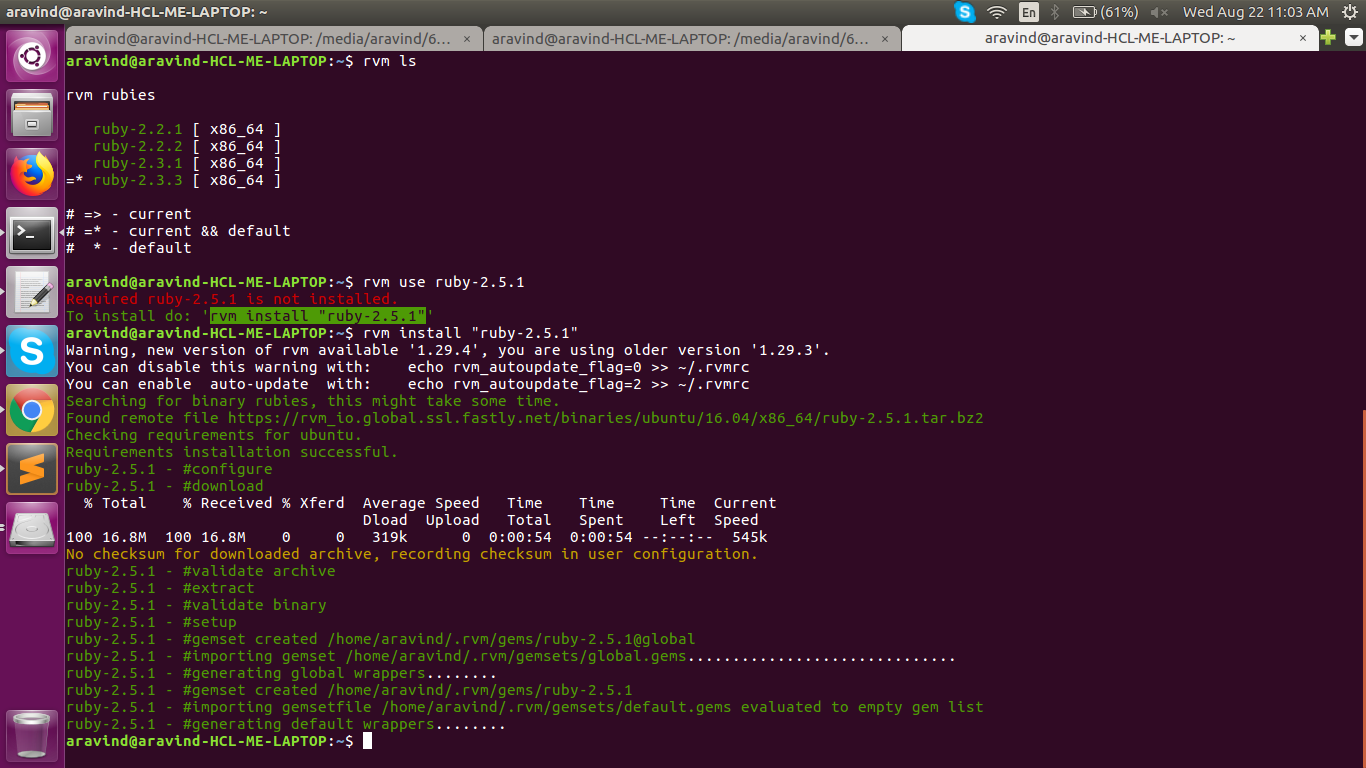 aravind@aravind-HCL-ME-LAPTOP: ~
En
(61%)
Wed Aug 22 11:03 AM
aravind@aravind-HCL-ME-LAPTOP: /media/aravind/6... ×
aravind@aravind-HCL-ME-LAPTOP: /media/aravind/6... ×
aravind@aravind-HCL-ME-LAPTOP: ~ ×
aravind@aravind-HCL-ME-LAPTOP:~$ rvm ls
rvm rubies
ruby-2.2.1 [ x86_64 ]
ruby-2.2.2 [ x86_64 ]
ruby-2.3.1 [ x86_64 ]
=* ruby-2.3.3 [ x86_64 ]
# => - current
# =* - current && default
#  * - default
aravind@aravind-HCL-ME-LAPTOP:~$ rvm use ruby-2.5.1
Required ruby-2.5.1 is not installed.
To install do: 'rvm install "ruby-2.5.1"'
aravind@aravind-HCL-ME-LAPTOP:~$ rvm install "ruby-2.5.1"
Warning, new version of rvm available '1.29.4', you are using older version '1.29.3'.
You can disable this warning with:    echo rvm_autoupdate_flag=0 >> ~/.rvmrc
You can enable  auto-update  with:    echo rvm_autoupdate_flag=2 >> ~/.rvmrc
Searching for binary rubies, this might take some time.
Found remote file https://rvm_io.global.ssl.fastly.net/binaries/ubuntu/16.04/x86_64/ruby-2.5.1.tar.bz2
Checking requirements for ubuntu.
Requirements installation successful.
ruby-2.5.1 - #configure
ruby-2.5.1 - #download
% Total    % Received % Xferd  Average Speed   Time    Time     Time  Current
Dload  Upload   Total   Spent    Left  Speed
100 16.8M  100 16.8M    0     0   319k      0  0:00:54  0:00:54 --:--:--  545k
No checksum for downloaded archive, recording checksum in user configuration.
ruby-2.5.1 - #validate archive
ruby-2.5.1 - #extract
ruby-2.5.1 - #validate binary
ruby-2.5.1 - #setup
ruby-2.5.1 - #gemset created /home/aravind/.rvm/gems/ruby-2.5.1@global
ruby-2.5.1 - #importing gemset /home/aravind/.rvm/gemsets/global.gems..............................
ruby-2.5.1 - #generating global wrappers........
ruby-2.5.1 - #gemset created /home/aravind/.rvm/gems/ruby-2.5.1
ruby-2.5.1 - #importing gemsetfile /home/aravind/.rvm/gemsets/default.gems evaluated to empty gem list
ruby-2.5.1 - #generating default wrappers........
aravind@aravind-HCL-ME-LAPTOP:~$